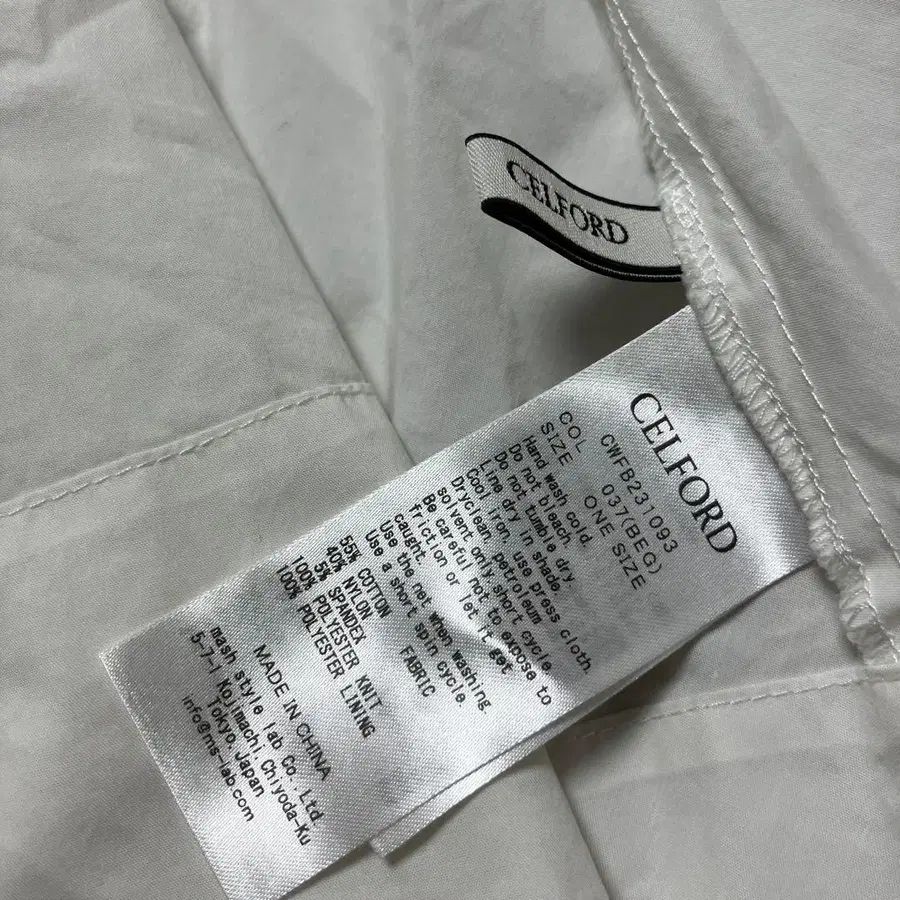 CELFORD
CELFORD
CWFB231093
COL 037(BEG)
SIZE ONE SIZE
Hand wash cold.
Do not bleach.
Do not tumble dry.
Line dry in shade.
Cool iron, use press cloth.
Dryclean, petroleum
solvent only, short cycle.
Be careful not to expose to
friction or let it get
caught.
Use the net when washing.
Use a short spin cycle.
FABRIC
55% COTTON
40% NYLON
5% SPANDEX
100% POLYESTER KNIT
100% POLYESTER LINING
MADE IN CHINA
mash style lab Co., Ltd.
5-7-1 Kojimachi, Chiyoda-Ku
Tokyo, Japan
info@ms-lab.com